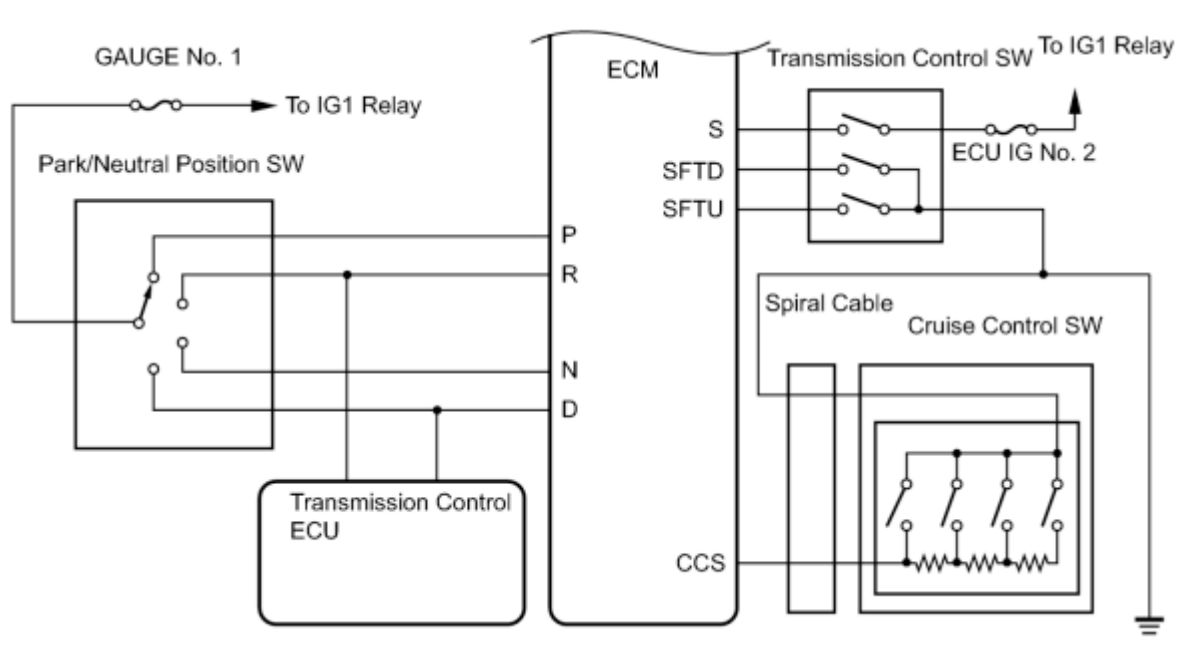 GAUGE No. 1
To IG1 Relay
Park/Neutral Position SW
ECM
Transmission Control SW
To IG1 Relay
S
SFTD
SFTU
ECU IG No. 2
P
R
N
D
Spiral Cable
Cruise Control SW
Transmission Control
ECU
CCS